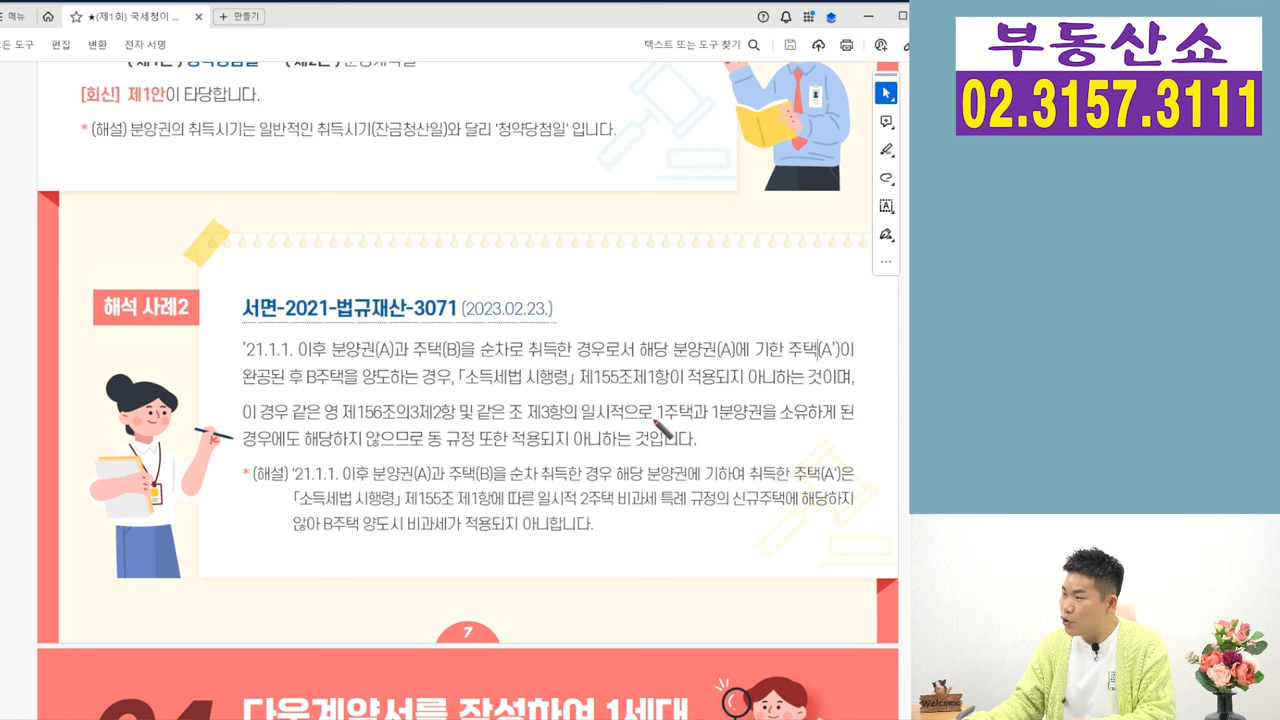 메뉴
★(제1회) 국세청이 ...
+ 만들기
든 도구 편집 변환 전자 서명
텍스트 또는 도구 찾기
[회신] 제1안이 타당합니다.
* (해설) 분양권의 취득시기는 일반적인 취득시기(잔금청산일)와 달리 '청약당첨일' 입니다.
해석 사례2
서면-2021-법규재산-3071 (2023.02.23.)
'21.1.1. 이후 분양권(A)과 주택(B)을 순차로 취득한 경우로서 해당 분양권(A)에 기한 주택(A')이
완공된 후 B주택을 양도하는 경우, 「소득세법 시행령」 제155조제1항이 적용되지 아니하는 것이며,
이 경우 같은 영 제156조의3제2항 및 같은 조 제3항의 일시적으로 1주택과 1분양권을 소유하게 된
경우에도 해당하지 않으므로 동 규정 또한 적용되지 아니하는 것입니다.
* (해설) '21.1.1. 이후 분양권(A)과 주택(B)을 순차 취득한 경우 해당 분양권에 기하여 취득한 주택(A')은
「소득세법 시행령」 제155조 제1항에 따른 일시적 2주택 비과세 특례 규정의 신규주택에 해당하지
않아 B주택 양도시 비과세가 적용되지 아니합니다.
7
다운계약서를 작성하여 1세대
부동산쇼
02.3157.3111
Welcome